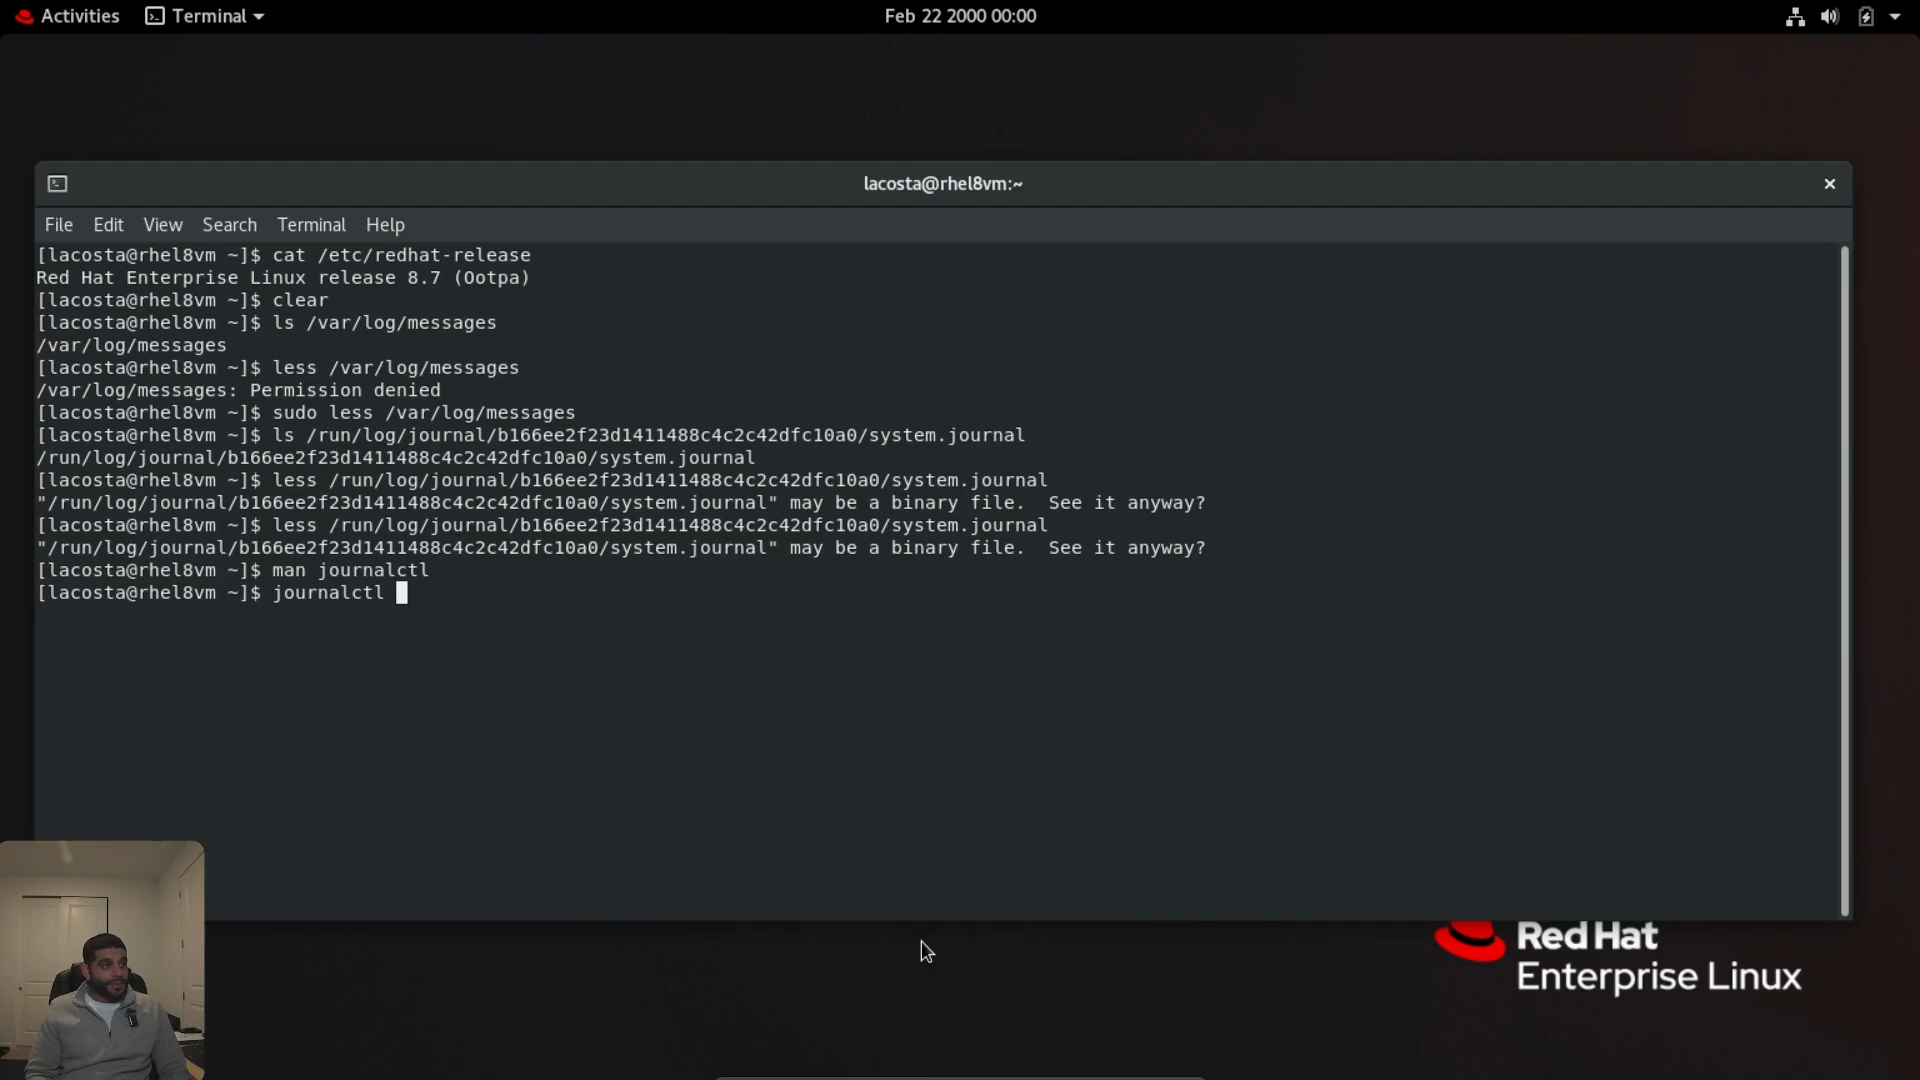 Activities
Terminal
Feb 22 2000 00:00
lacosta@rhel8vm:~
File Edit View Search Terminal Help
[lacosta@rhel8vm ~]$ cat /etc/redhat-release
Red Hat Enterprise Linux release 8.7 (Ootpa)
[lacosta@rhel8vm ~]$ clear
[lacosta@rhel8vm ~]$ ls /var/log/messages
/var/log/messages
[lacosta@rhel8vm ~]$ less /var/log/messages
/var/log/messages: Permission denied
[lacosta@rhel8vm ~]$ sudo less /var/log/messages
[lacosta@rhel8vm ~]$ ls /run/log/journal/b166ee2f23d1411488c4c2c42dfc10a0/system.journal
/run/log/journal/b166ee2f23d1411488c4c2c42dfc10a0/system.journal
[lacosta@rhel8vm ~]$ less /run/log/journal/b166ee2f23d1411488c4c2c42dfc10a0/system.journal
"/run/log/journal/b166ee2f23d1411488c4c2c42dfc10a0/system.journal" may be a binary file.  See it anyway?
[lacosta@rhel8vm ~]$ less /run/log/journal/b166ee2f23d1411488c4c2c42dfc10a0/system.journal
"/run/log/journal/b166ee2f23d1411488c4c2c42dfc10a0/system.journal" may be a binary file.  See it anyway?
[lacosta@rhel8vm ~]$ man journalctl
[lacosta@rhel8vm ~]$ journalctl
Red Hat
Enterprise Linux